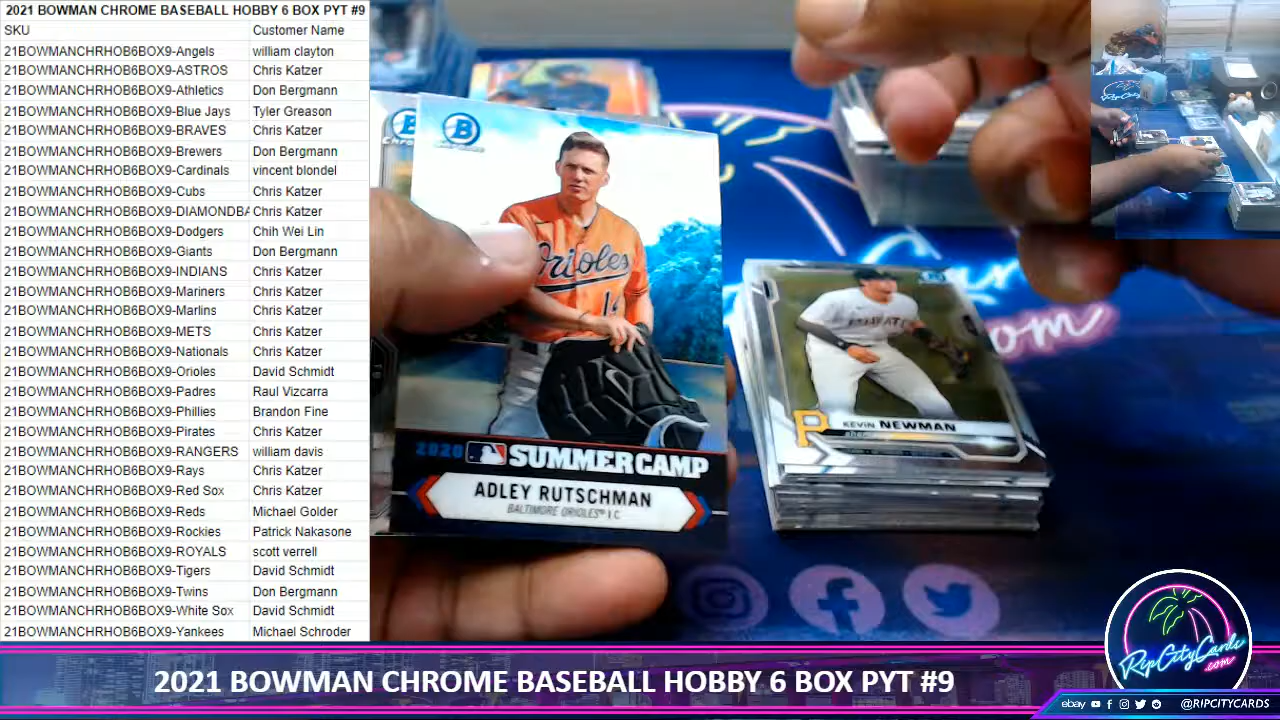 2021 BOWMAN CHROME BASEBALL HOBBY 6 BOX PYT #9
SKU Customer Name
21BOWMANCHRHOB6BOX9-Angels william clayton
21BOWMANCHRHOB6BOX9-ASTROS Chris Katzer
21BOWMANCHRHOB6BOX9-Athletics Don Bergmann
21BOWMANCHRHOB6BOX9-Blue Jays Tyler Greason
21BOWMANCHRHOB6BOX9-BRAVES Chris Katzer
21BOWMANCHRHOB6BOX9-Brewers Don Bergmann
21BOWMANCHRHOB6BOX9-Cardinals vincent blondel
21BOWMANCHRHOB6BOX9-Cubs Chris Katzer
21BOWMANCHRHOB6BOX9-DIAMONDBA Chris Katzer
21BOWMANCHRHOB6BOX9-Dodgers Chih Wei Lin
21BOWMANCHRHOB6BOX9-Giants Don Bergmann
21BOWMANCHRHOB6BOX9-INDIANS Chris Katzer
21BOWMANCHRHOB6BOX9-Mariners Chris Katzer
21BOWMANCHRHOB6BOX9-Marlins Chris Katzer
21BOWMANCHRHOB6BOX9-METS Chris Katzer
21BOWMANCHRHOB6BOX9-Nationals Chris Katzer
21BOWMANCHRHOB6BOX9-Orioles David Schmidt
21BOWMANCHRHOB6BOX9-Padres Raul Vizcarra
21BOWMANCHRHOB6BOX9-Phillies Brandon Fine
21BOWMANCHRHOB6BOX9-Pirates Chris Katzer
21BOWMANCHRHOB6BOX9-RANGERS william davis
21BOWMANCHRHOB6BOX9-Rays Chris Katzer
21BOWMANCHRHOB6BOX9-Red Sox Chris Katzer
21BOWMANCHRHOB6BOX9-Reds Michael Golder
21BOWMANCHRHOB6BOX9-Rockies Patrick Nakasone
21BOWMANCHRHOB6BOX9-ROYALS scott verrell
21BOWMANCHRHOB6BOX9-Tigers David Schmidt
21BOWMANCHRHOB6BOX9-Twins Don Bergmann
21BOWMANCHRHOB6BOX9-White Sox David Schmidt
21BOWMANCHRHOB6BOX9-Yankees Michael Schroder
B
Orioles
2020 SUMMER CAMP
ADLEY RUTSCHMAN
BALTIMORE ORIOLES | C
P
KEVIN NEWMAN
RipCityCards
.com
2021 BOWMAN CHROME BASEBALL HOBBY 6 BOX PYT #9
ebay @RIPCITYCARDS